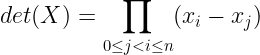 det(X) = ∏_{0≤j<i≤n} (x_i − x_j)